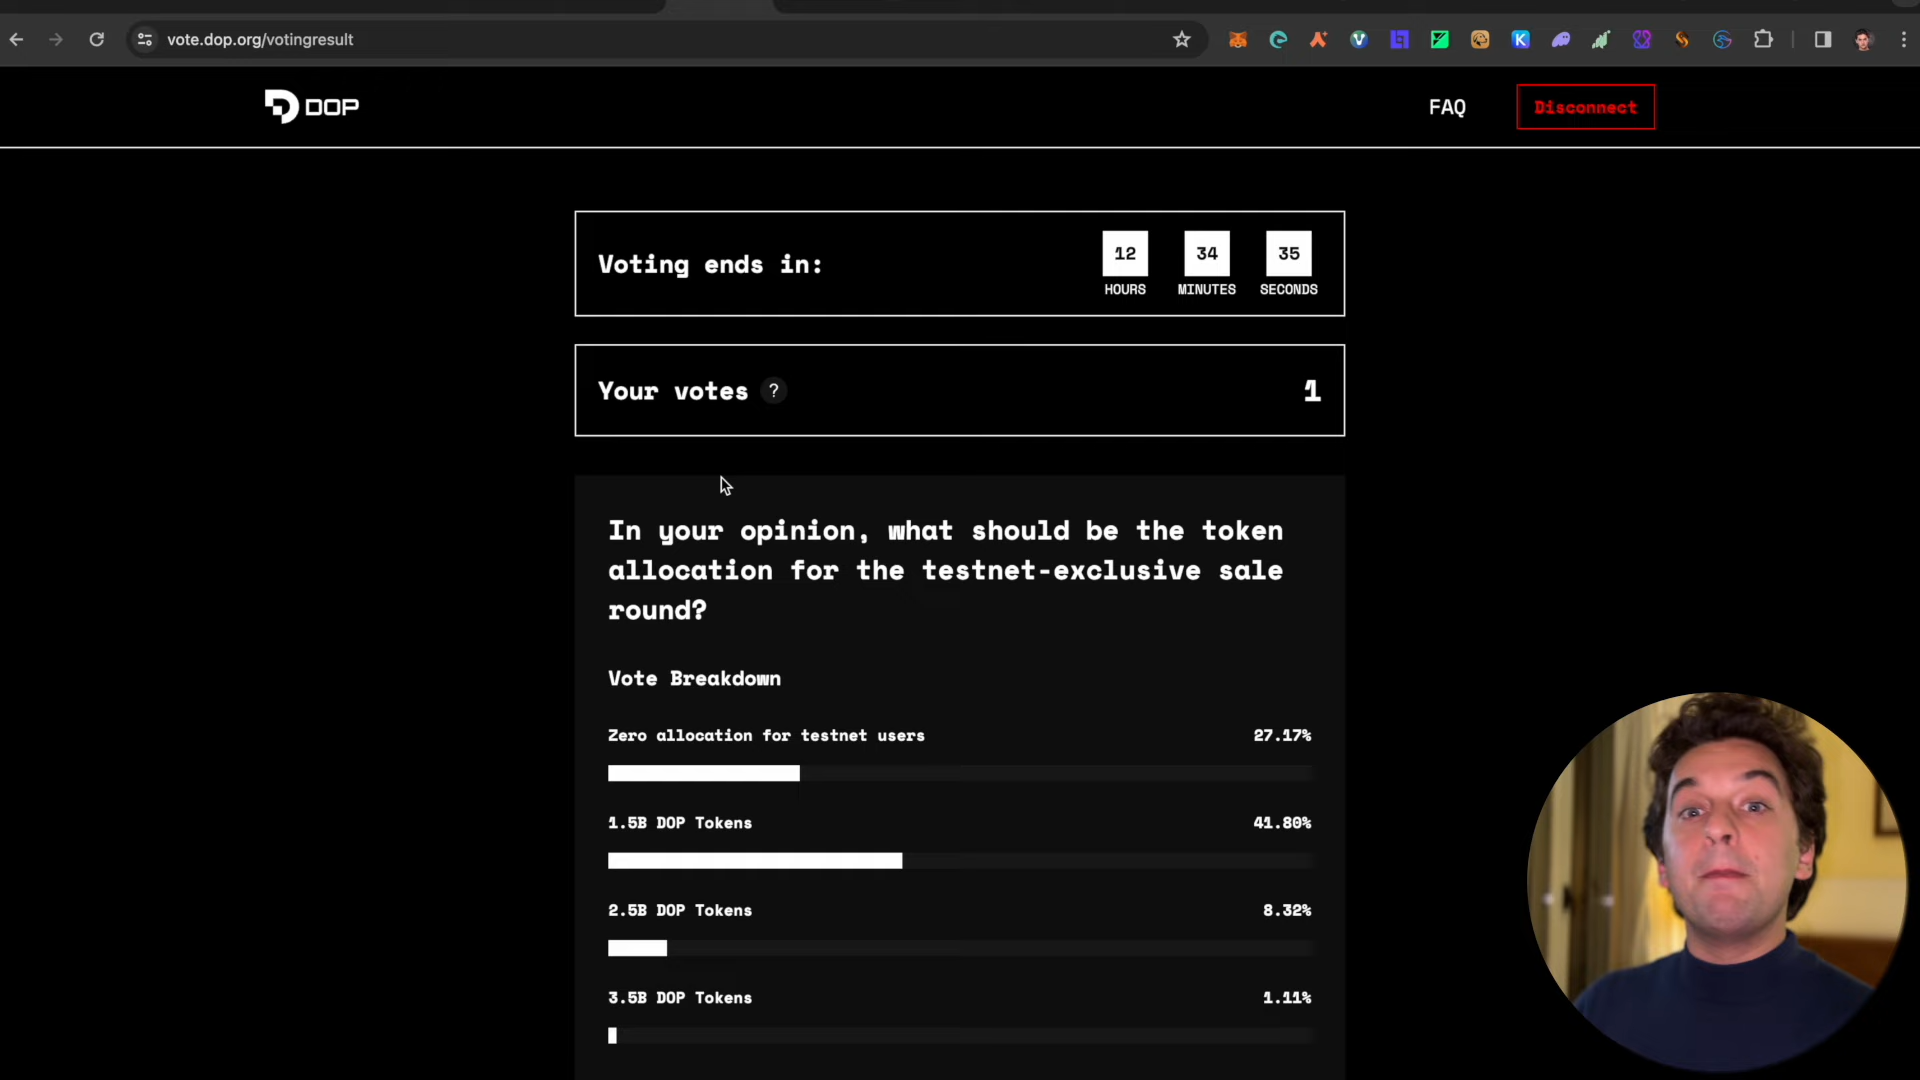 vote.dop.org/votingresult
DOP
FAQ
Disconnect
Voting ends in:
12
34
35
HOURS
MINUTES
SECONDS
Your votes ?
1
In your opinion, what should be the token
allocation for the testnet-exclusive sale
round?
Vote Breakdown
Zero allocation for testnet users
27.17%
1.5B DOP Tokens
41.80%
2.5B DOP Tokens
8.32%
3.5B DOP Tokens
1.11%